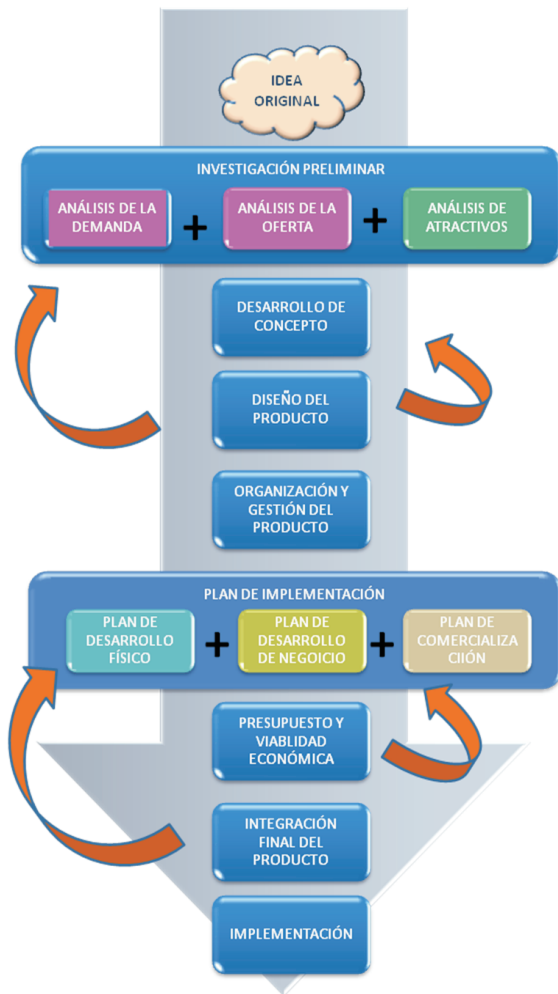 IDEA
ORIGINAL
INVESTIGACIÓN PRELIMINAR
ANÁLISIS DE LA
DEMANDA
+
ANÁLISIS DE LA
OFERTA
+
ANÁLISIS DE
ATRACTIVOS
DESARROLLO DE
CONCEPTO
DISEÑO DEL
PRODUCTO
ORGANIZACIÓN Y
GESTIÓN DEL
PRODUCTO
PLAN DE IMPLEMENTACIÓN
PLAN DE
DESARROLLO
FÍSICO
+
PLAN DE
DESARROLLO
DE NEGOICIO
+
PLAN DE
COMERCIALIZA
CIIÓN
PRESUPUESTO Y
VIABLIDAD
ECONÓMICA
INTEGRACIÓN
FINAL DEL
PRODUCTO
IMPLEMENTACIÓN